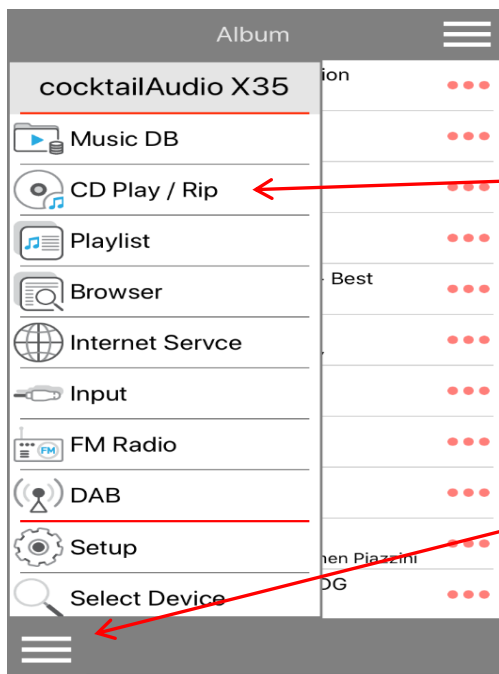 Album
cocktailAudio X35
ion
Music DB
CD Play / Rip
Playlist
- Best
Browser
Internet Servce
Input
FM
FM Radio
DAB
Setup
hen Piazzini
DG
Select Device